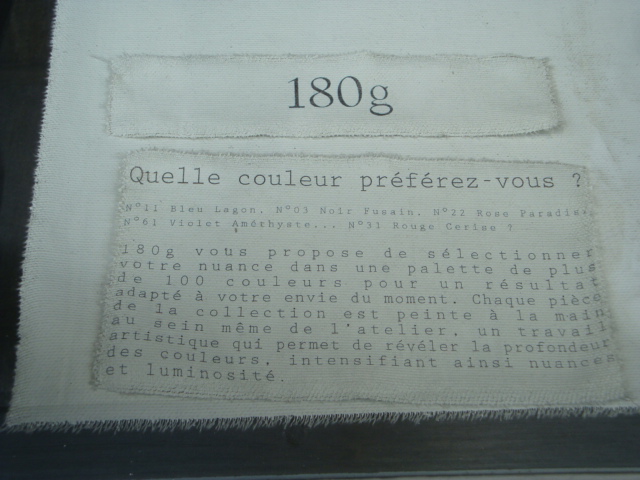 180g
Quelle couleur préférez-vous ?
N°11 Bleu Lagon, N°03 Noir Fusain, N°22 Rose Paradis,
N°61 Violet Améthyste... N°31 Rouge Cerise ?
180g vous propose de sélectionner
votre nuance dans une palette de plus
de 100 couleurs pour un résultat
adapté à votre envie du moment. Chaque pièce
de la collection est peinte à la main
au sein même de l'atelier, un travail
artistique qui permet de révéler la profondeur
des couleurs, intensifiant ainsi nuances
et luminosité.